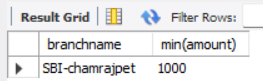 Result Grid Filter Rows:
branchname min(amount)
SBI-chamrajpet 1000